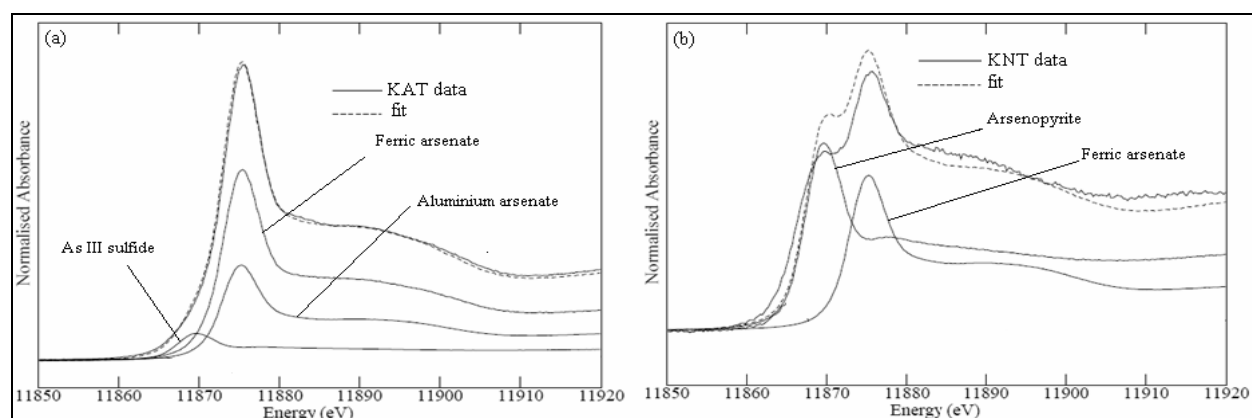 (a)
KAT data
fit
Ferric arsenate
Aluminium arsenate
As III sulfide
Normalised Absorbance
11850 11860 11870 11880 11890 11900 11910 11920
Energy (eV)
(b)
KNT data
fit
Arsenopyrite
Ferric arsenate
Normalised Absorbance
11850 11860 11870 11880 11890 11900 11910 11920
Energy (eV)